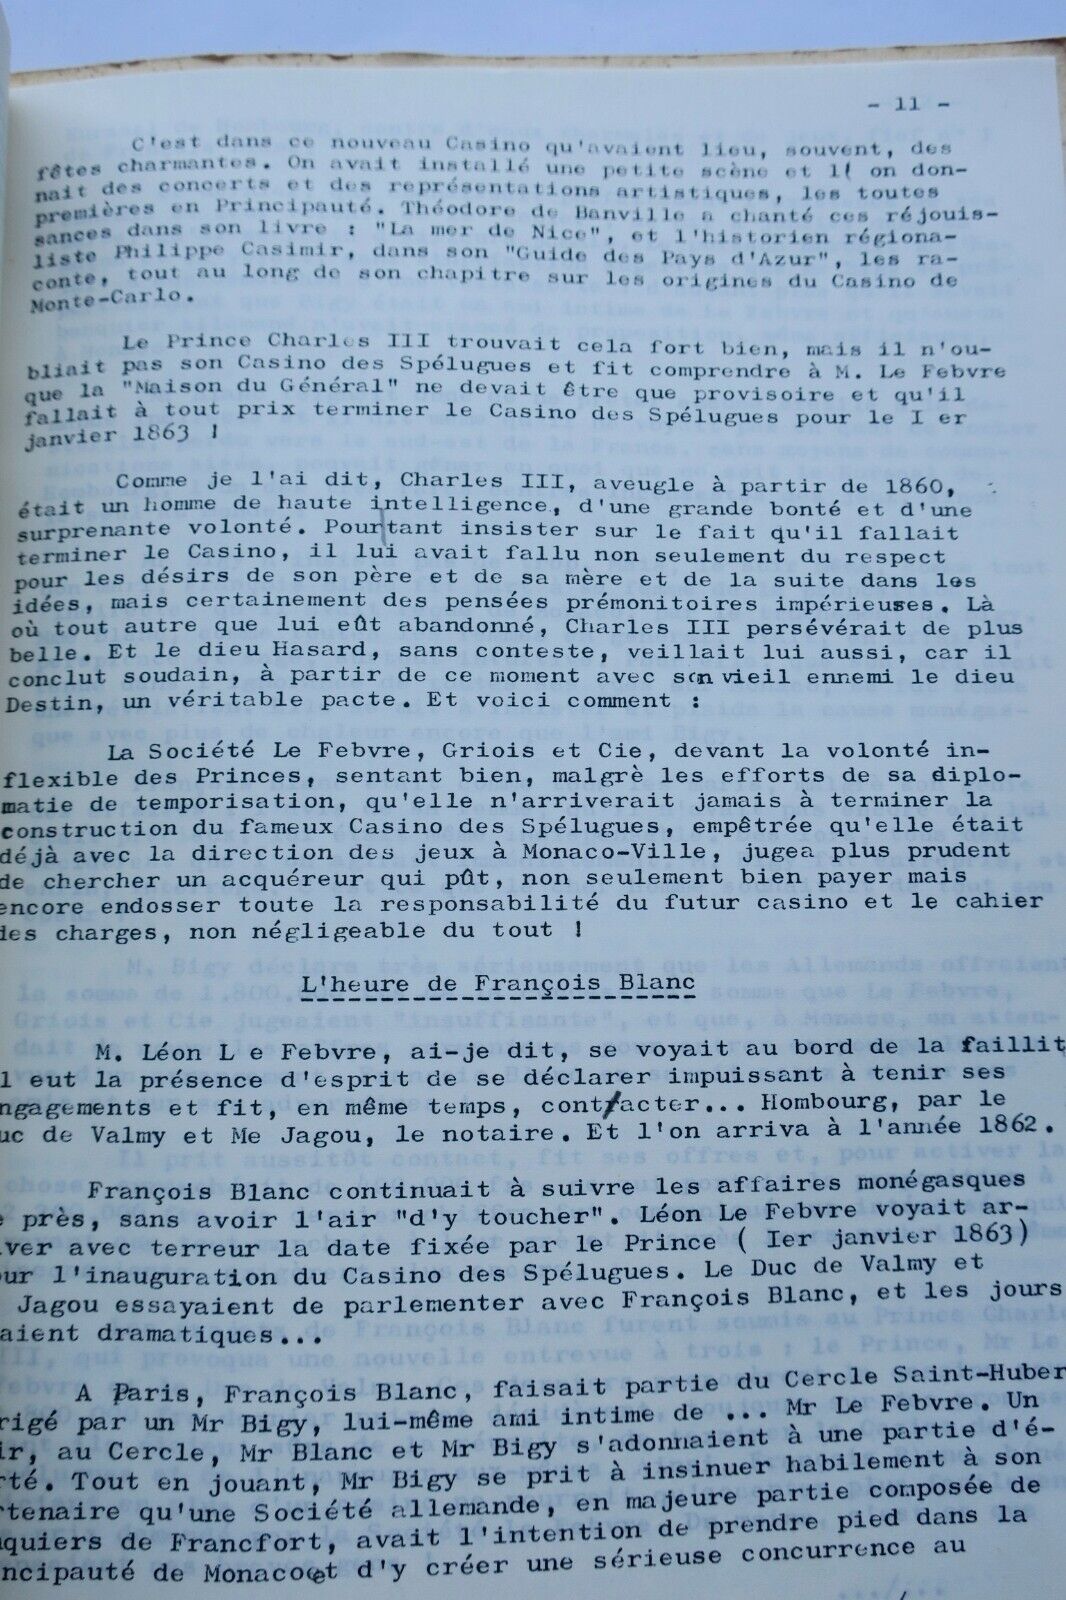 - 11 -
C'est dans ce nouveau Casino qu'avaient lieu, souvent, des
fêtes charmantes. On avait installé une petite scène et l( on don-
nait des concerts et des représentations artistiques, les toutes
premières en Principauté. Théodore de Banville a chanté ces réjouis-
sances dans son livre : "La mer de Nice", et l'historien régiona-
liste Philippe Casimir, dans son "Guide des Pays d'Azur", les ra-
conte, tout au long de son chapitre sur les origines du Casino de
Monte-Carlo.
Le Prince Charles III trouvait cela fort bien, mais il n'ou-
bliait pas son Casino des Spélugues et fit comprendre à M. Le Febvre
que la "Maison du Général" ne devait être que provisoire et qu'il
fallait à tout prix terminer le Casino des Spélugues pour le I er
janvier 1863 !
Comme je l'ai dit, Charles III, aveugle à partir de 1860,
était un homme de haute intelligence, d'une grande bonté et d'une
surprenante volonté. Pourtant insister sur le fait qu'il fallait
terminer le Casino, il lui avait fallu non seulement du respect
pour les désirs de son père et de sa mère et de la suite dans les
idées, mais certainement des pensées prémonitoires impérieuses. Là
où tout autre que lui eût abandonné, Charles III persévérait de plus
belle. Et le dieu Hasard, sans conteste, veillait lui aussi, car il
conclut soudain, à partir de ce moment avec son vieil ennemi le dieu
Destin, un véritable pacte. Et voici comment :
La Société Le Febvre, Griois et Cie, devant la volonté in-
flexible des Princes, sentant bien, malgrè les efforts de sa diplo-
matie de temporisation, qu'elle n'arriverait jamais à terminer la
construction du fameux Casino des Spélugues, empêtrée qu'elle était
déjà avec la direction des jeux à Monaco-Ville, jugea plus prudent
de chercher un acquéreur qui pût, non seulement bien payer mais
encore endosser toute la responsabilité du futur casino et le cahier
des charges, non négligeable du tout !
L'heure de François Blanc
M. Léon L e Febvre, ai-je dit, se voyait au bord de la faillit
l eut la présence d'esprit de se déclarer impuissant à tenir ses
ngagements et fit, en même temps, contacter... Hombourg, par le
uc de Valmy et Me Jagou, le notaire. Et l'on arriva à l'année 1862.
François Blanc continuait à suivre les affaires monégasques
e près, sans avoir l'air "d'y toucher". Léon Le Febvre voyait ar-
iver avec terreur la date fixée par le Prince ( Ier janvier 1863)
our l'inauguration du Casino des Spélugues. Le Duc de Valmy et
Jagou essayaient de parlementer avec François Blanc, et les jours
aient dramatiques...
A Paris, François Blanc, faisait partie du Cercle Saint-Huber
rigé par un Mr Bigy, lui-même ami intime de ... Mr Le Febvre. Un
ir, au Cercle, Mr Blanc et Mr Bigy s'adonnaient à une partie d'é-
rté. Tout en jouant, Mr Bigy se prit à insinuer habilement à son
rtenaire qu'une Société allemande, en majeure partie composée de
nquiers de Francfort, avait l'intention de prendre pied dans la
incipauté de Monaco et d'y créer une sérieuse concurrence au